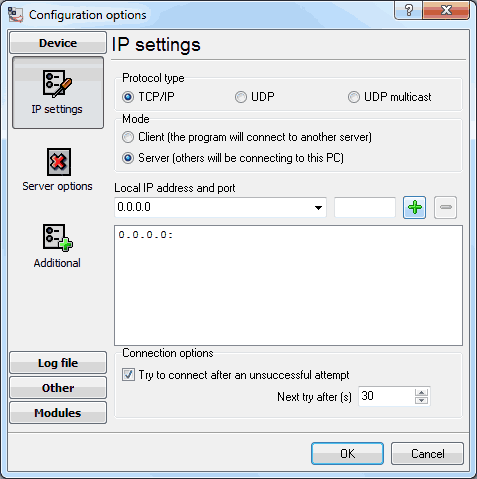 Configuration options
?
Device
IP settings
Server options
Additional
Log file
Other
Modules
IP settings
Protocol type
TCP/IP UDP UDP multicast
Mode
Client (the program will connect to another server)
Server (others will be connecting to this PC)
Local IP address and port
0.0.0.0
0.0.0.0:
Connection options
Try to connect after an unsuccessful attempt
Next try after (s) 30
OK Cancel